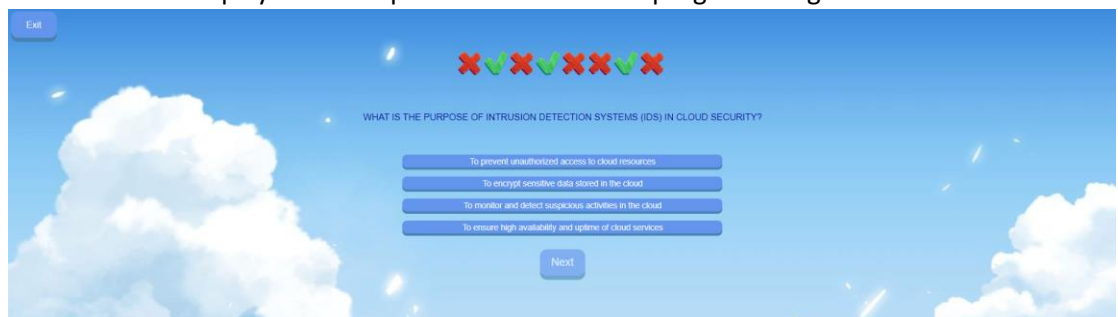 Exit
WHAT IS THE PURPOSE OF INTRUSION DETECTION SYSTEMS (IDS) IN CLOUD SECURITY?
To prevent unauthorized access to cloud resources
To encrypt sensitive data stored in the cloud
To monitor and detect suspicious activities in the cloud
To ensure high availability and uptime of cloud services
Next